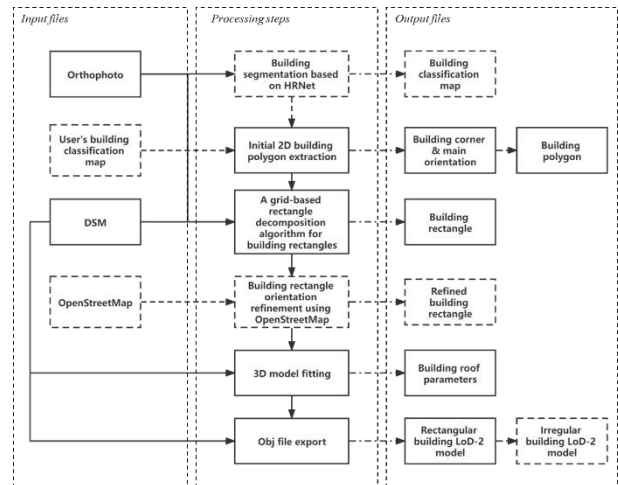 Input files
Processing steps
Output files
Orthophoto
Building
segmentation based
on HRNet
Building
classification
map
User's building
classification
map
Initial 2D building
polygon extraction
Building corner
& main
orientation
Building
polygon
DSM
A grid-based
rectangle
decomposition
algorithm for
building rectangles
Building
rectangle
OpenStreetMap
Building rectangle
orientation
refinement using
OpenStreetMap
Refined
building
rectangle
3D model fitting
Building roof
parameters
Obj file export
Rectangular
building LoD-2
model
Irregular
building LoD-2
model